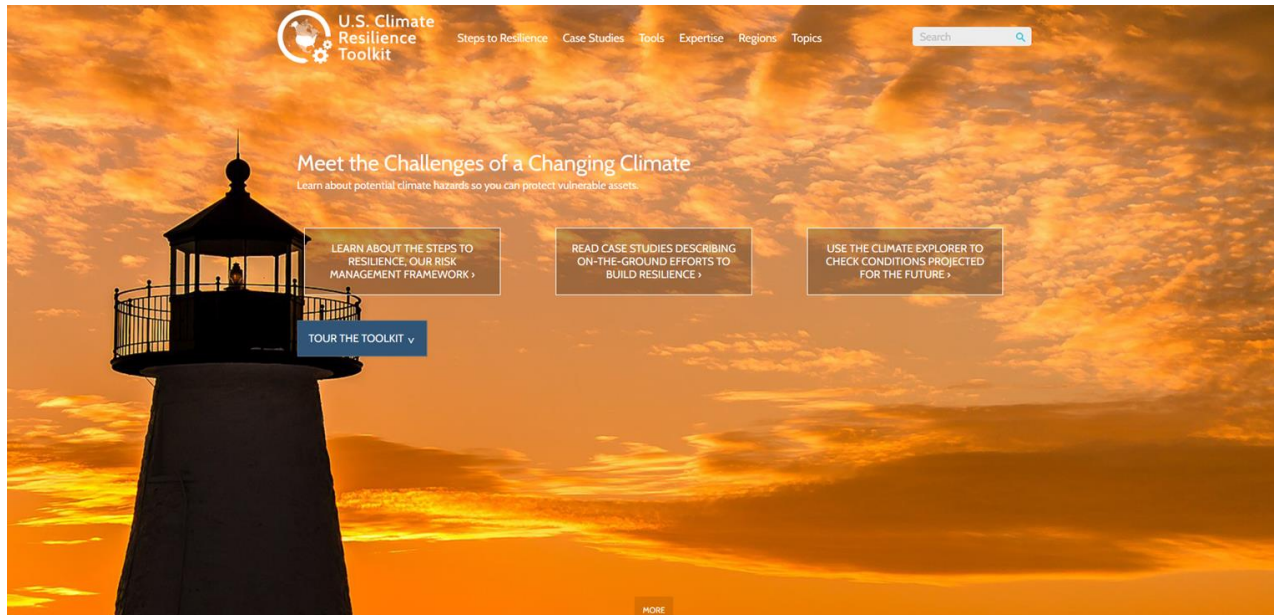 U.S. Climate
Resilience
Toolkit
Steps to Resilience Case Studies Tools Expertise Regions Topics
Search
Meet the Challenges of a Changing Climate
Learn about potential climate hazards so you can protect vulnerable assets.
LEARN ABOUT THE STEPS TO
RESILIENCE, OUR RISK
MANAGEMENT FRAMEWORK ›
READ CASE STUDIES DESCRIBING
ON-THE-GROUND EFFORTS TO
BUILD RESILIENCE ›
USE THE CLIMATE EXPLORER TO
CHECK CONDITIONS PROJECTED
FOR THE FUTURE ›
TOUR THE TOOLKIT
MORE